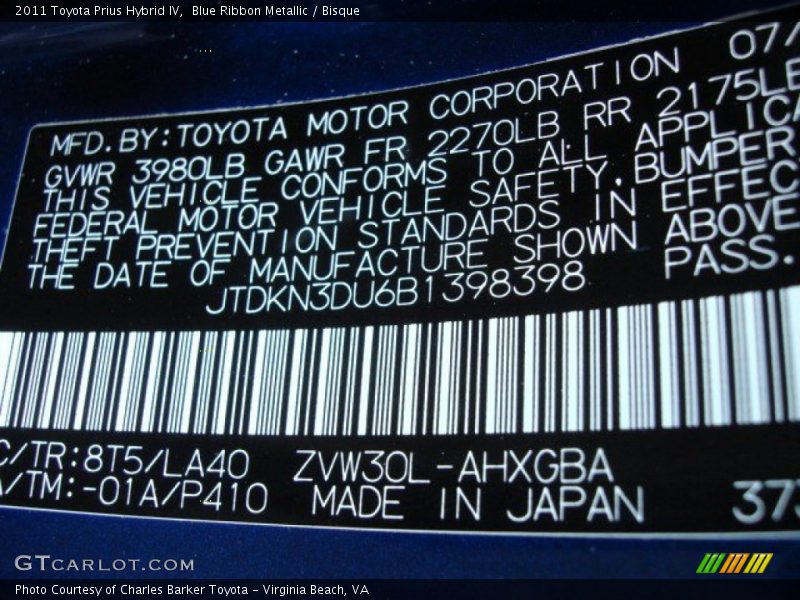 2011 Toyota Prius Hybrid IV,  Blue Ribbon Metallic / Bisque
MFD. BY: TOYOTA MOTOR CORPORATION 07/
GVWR 3980LB GAWR FR 2270LB RR 2175LB
THIS VEHICLE CONFORMS TO ALL APPLICA
FEDERAL MOTOR VEHICLE SAFETY, BUMPER
THEFT PREVENTION STANDARDS IN EFFEC
THE DATE OF MANUFACTURE SHOWN ABOVE
JTDKN3DU6B1398398 PASS.
C/TR: 8T5/LA40 ZVW30L-AHXGBA
A/TM: -01A/P410 MADE IN JAPAN 373
GTCARLOT.COM
Photo Courtesy of Charles Barker Toyota - Virginia Beach, VA